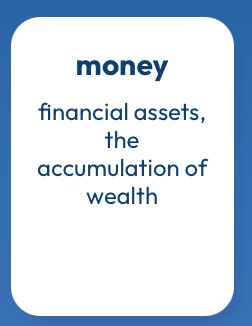 money
financial assets,
the
accumulation of
wealth